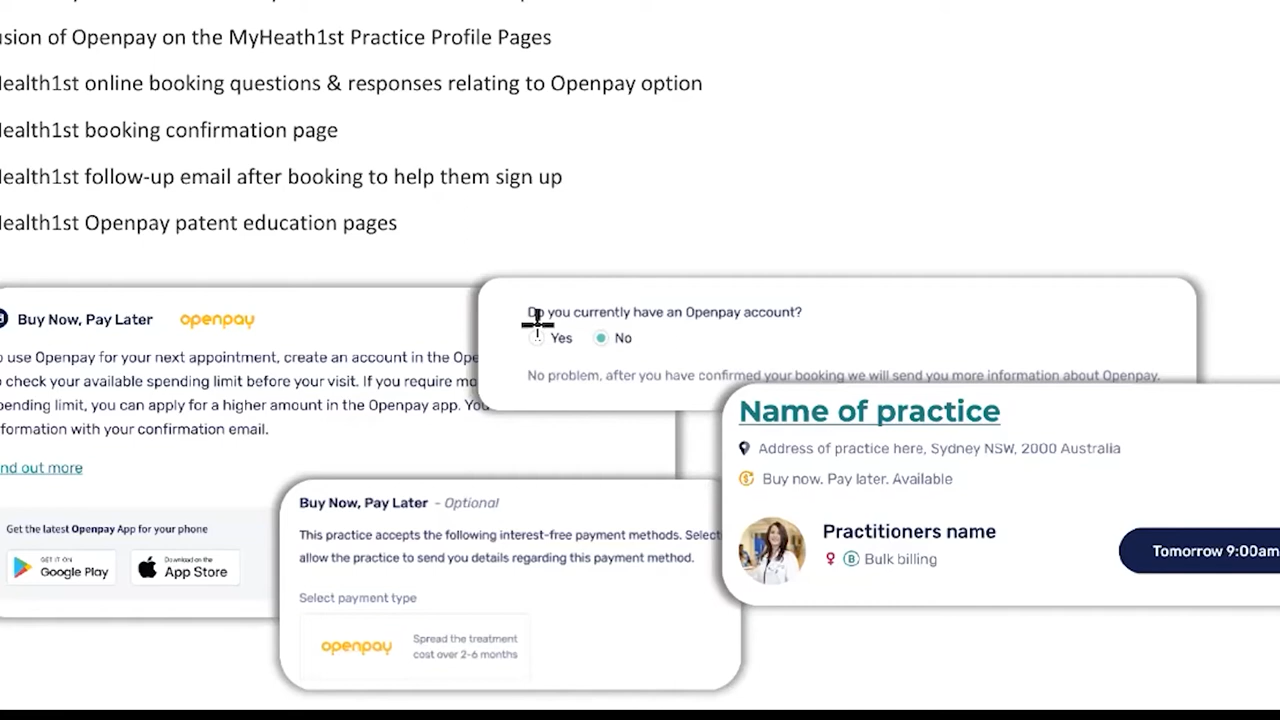 usion of Openpay on the MyHeath1st Practice Profile Pages
Health1st online booking questions & responses relating to Openpay option
Health1st booking confirmation page
Health1st follow-up email after booking to help them sign up
Health1st Openpay patent education pages
Buy Now, Pay Later openpay
o use Openpay for your next appointment, create an account in the Ope
o check your available spending limit before your visit. If you require mo
pending limit, you can apply for a higher amount in the Openpay app. You
formation with your confirmation email.
nd out more
Get the latest Openpay App for your phone
GET IT ON
Google Play
Download on the
App Store
Do you currently have an Openpay account?
Yes No
No problem, after you have confirmed your booking we will send you more information about Openpay.
Buy Now, Pay Later - Optional
This practice accepts the following interest-free payment methods. Select
allow the practice to send you details regarding this payment method.
Select payment type
openpay
Spread the treatment
cost over 2-6 months
Name of practice
Address of practice here, Sydney NSW, 2000 Australia
Buy now. Pay later. Available
Practitioners name
B Bulk billing
Tomorrow 9:00am